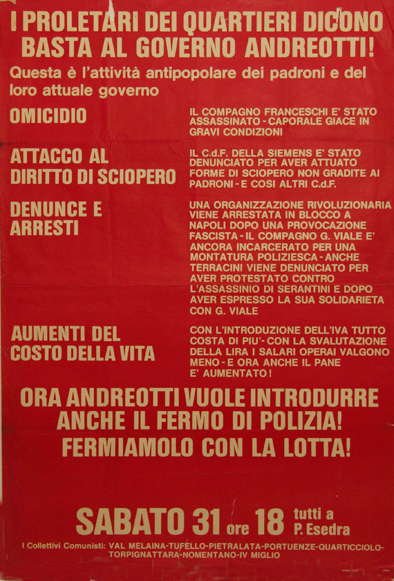 I PROLETARI DEI QUARTIERI DICONO
BASTA AL GOVERNO ANDREOTTI!
Questa è l'attività antipopolare dei padroni e del
loro attuale governo
OMICIDIO
IL COMPAGNO FRANCESCHI E' STATO
ASSASSINATO - CAPORALE GIACE IN
GRAVI CONDIZIONI
ATTACCO AL
DIRITTO DI SCIOPERO
IL C.d.F. DELLA SIEMENS E' STATO
DENUNCIATO PER AVER ATTUATO
FORME DI SCIOPERO NON GRADITE AI
PADRONI - E COSI ALTRI C.d.F.
DENUNCE E
ARRESTI
UNA ORGANIZZAZIONE RIVOLUZIONARIA
VIENE ARRESTATA IN BLOCCO A
NAPOLI DOPO UNA PROVOCAZIONE
FASCISTA - IL COMPAGNO G. VIALE E'
ANCORA INCARCERATO PER UNA
MONTATURA POLIZIESCA - ANCHE
TERRACINI VIENE DENUNCIATO PER
AVER PROTESTATO CONTRO
L'ASSASSINIO DI SERANTINI E DOPO
AVER ESPRESSO LA SUA SOLIDARIETA
CON G. VIALE
AUMENTI DEL
COSTO DELLA VITA
CON L'INTRODUZIONE DELL'IVA TUTTO
COSTA DI PIU' - CON LA SVALUTAZIONE
DELLA LIRA I SALARI OPERAI VALGONO
MENO - E ORA ANCHE IL PANE
E' AUMENTATO!
ORA ANDREOTTI VUOLE INTRODURRE
ANCHE IL FERMO DI POLIZIA!
FERMIAMOLO CON LA LOTTA!
SABATO 31 ore 18 tutti a
P. Esedra
I Collettivi Comunisti: VAL MELAINA-TUFELLO-PIETRALATA-PORTUENZE-QUARTICCIOLO-
TORPIGNATTARA-NOMENTANO-IV MIGLIO